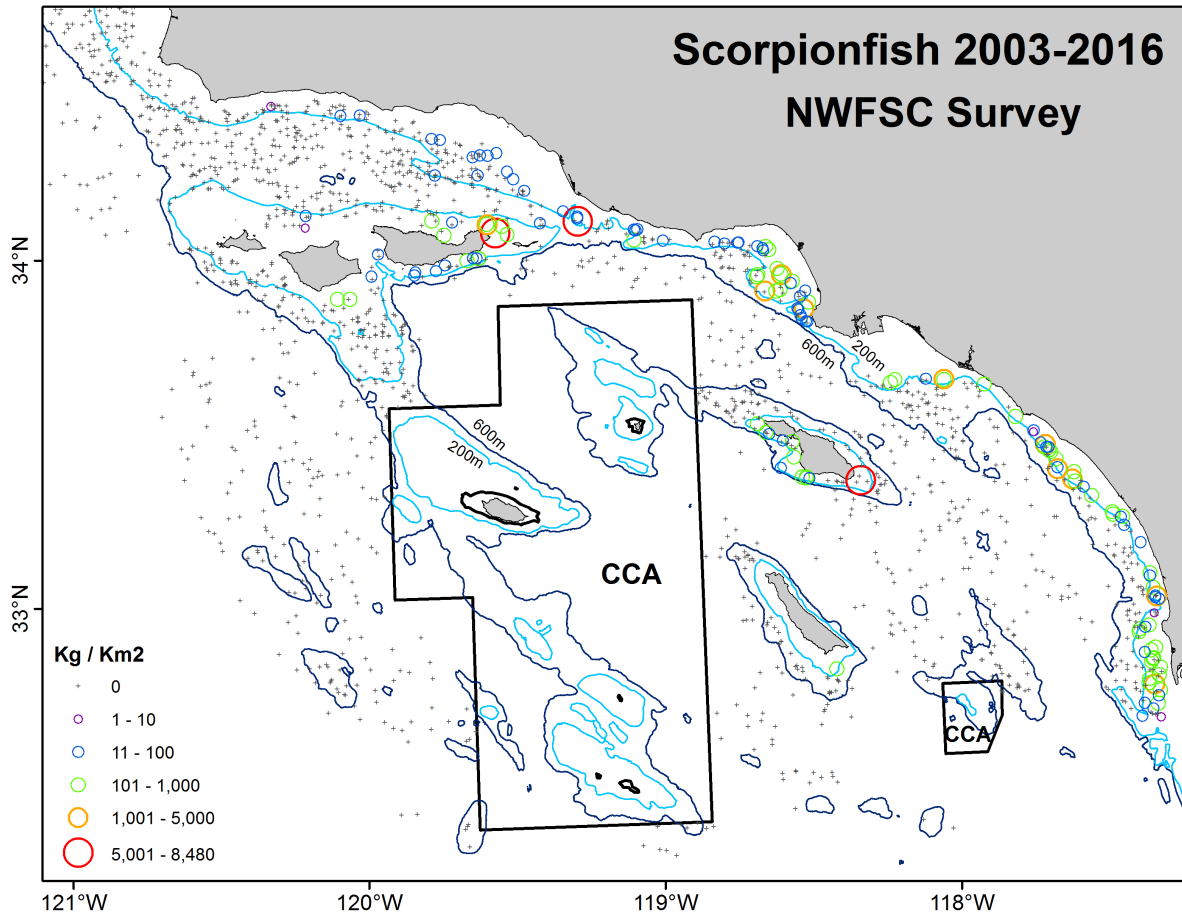 Scorpionfish 2003-2016
NWFSC Survey
34°N
33°N
600m
200m
600m
200m
CCA
CCA
Kg / Km2
0
1 - 10
11 - 100
101 - 1,000
1,001 - 5,000
5,001 - 8,480
121°W
120°W
119°W
118°W